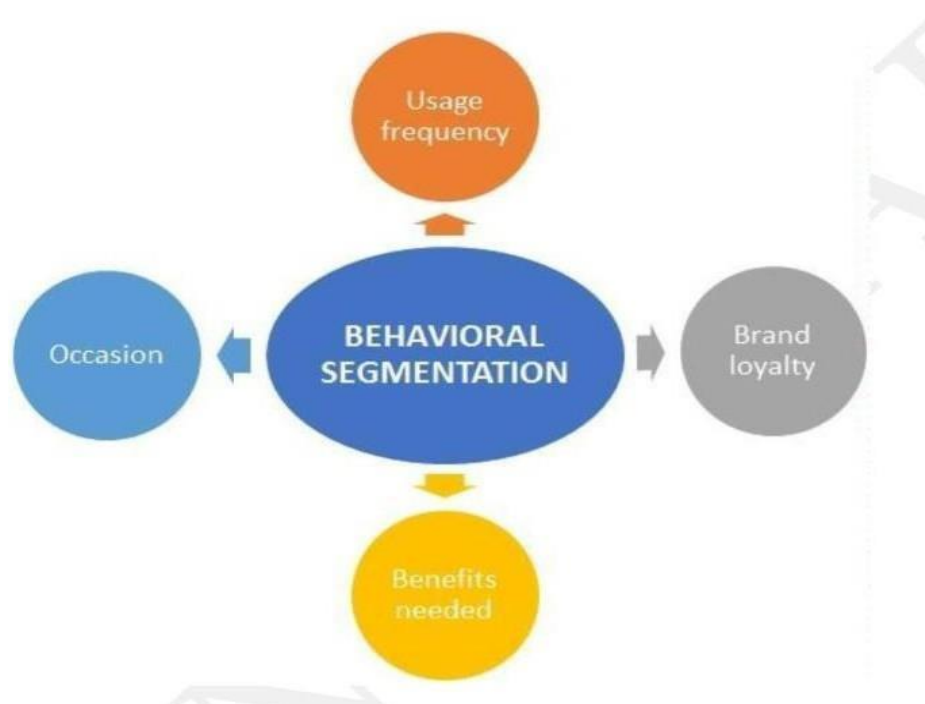 Usage
frequency
Occasion
BEHAVIORAL
SEGMENTATION
Brand
loyalty
Benefits
needed